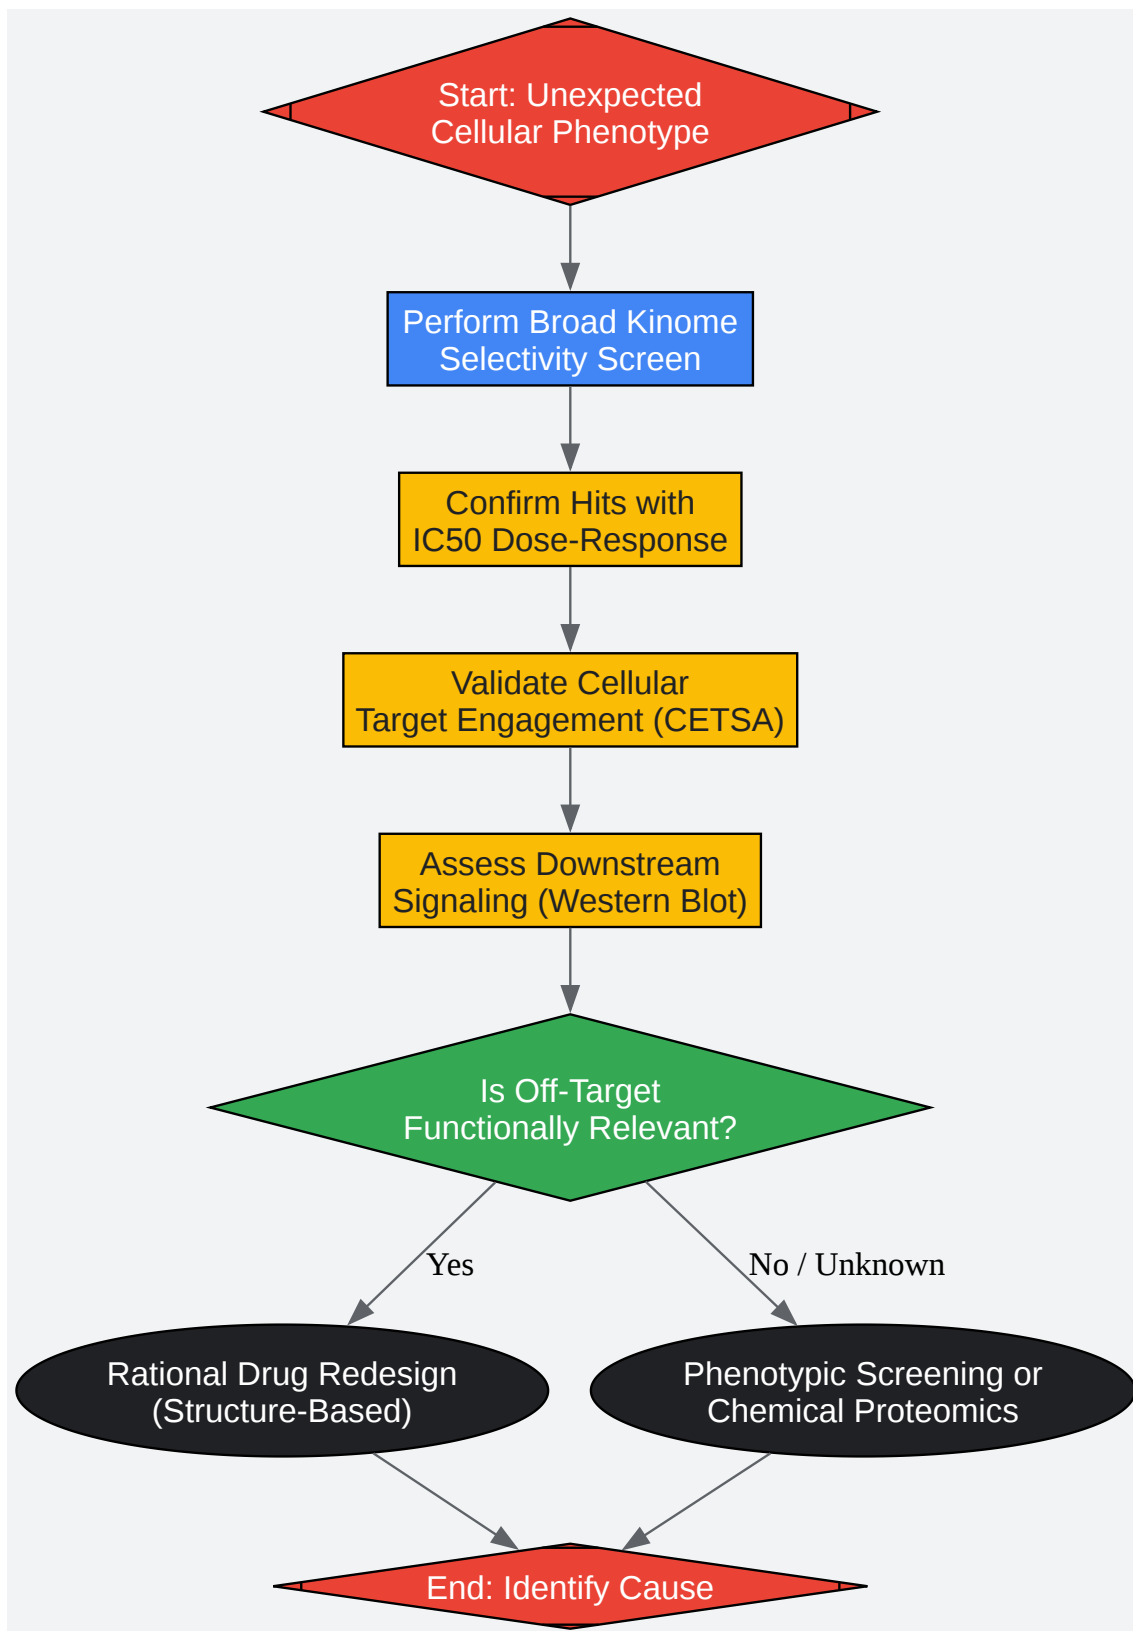 Start: Unexpected
Cellular Phenotype
Perform Broad Kinome
Selectivity Screen
Confirm Hits with
IC50 Dose-Response
Validate Cellular
Target Engagement (CETSA)
Assess Downstream
Signaling (Western Blot)
Is Off-Target
Functionally Relevant?
Yes
No / Unknown
Rational Drug Redesign
(Structure-Based)
Phenotypic Screening or
Chemical Proteomics
End: Identify Cause